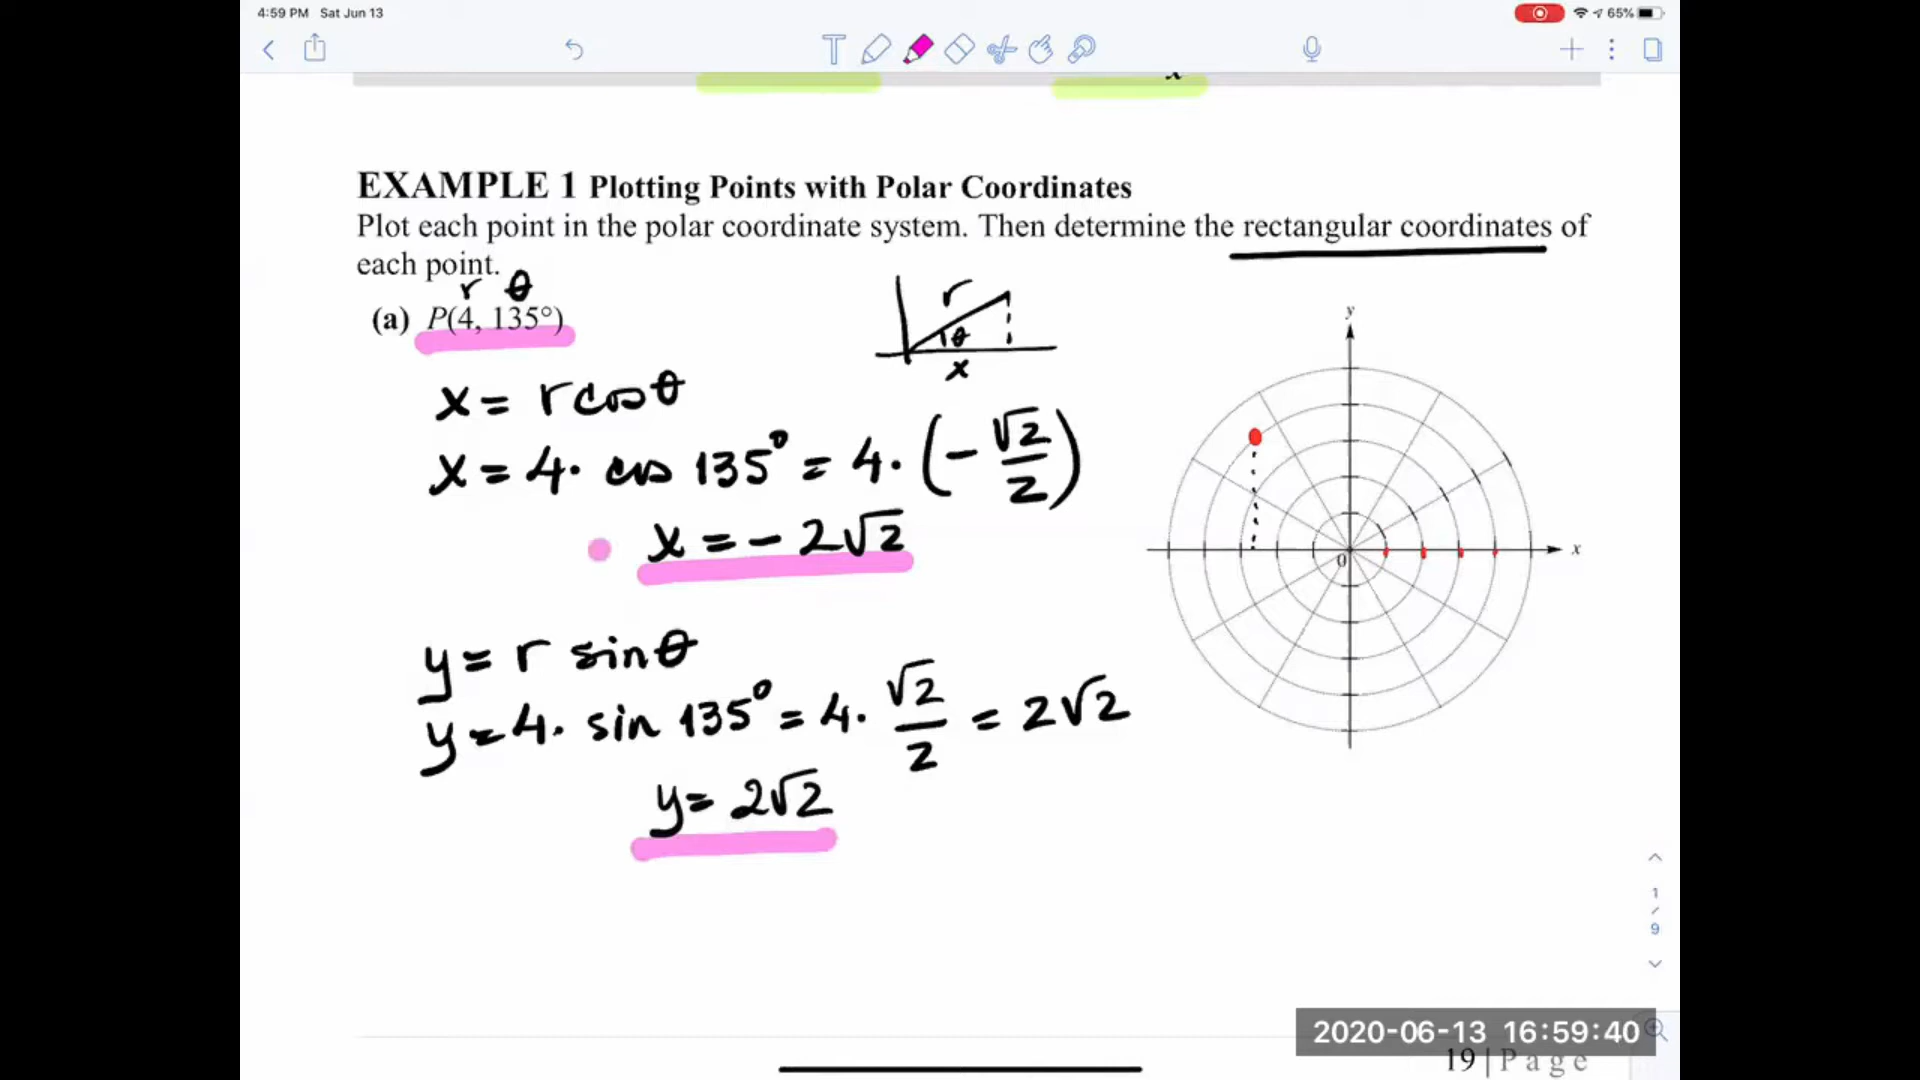 4:59 PM Sat Jun 13
65%
x
EXAMPLE 1 Plotting Points with Polar Coordinates
Plot each point in the polar coordinate system. Then determine the rectangular coordinates of
each point.
r θ
(a) P(4, 135°)
r
θ
x
x = r cos θ
x = 4 · cos 135° = 4 · (- √2/2)
x = - 2√2
y = r sin θ
y = 4 · sin 135° = 4 · √2/2 = 2√2
y = 2√2
y
x
0
1
/
9
2020-06-13 16:59:40
19 | Page